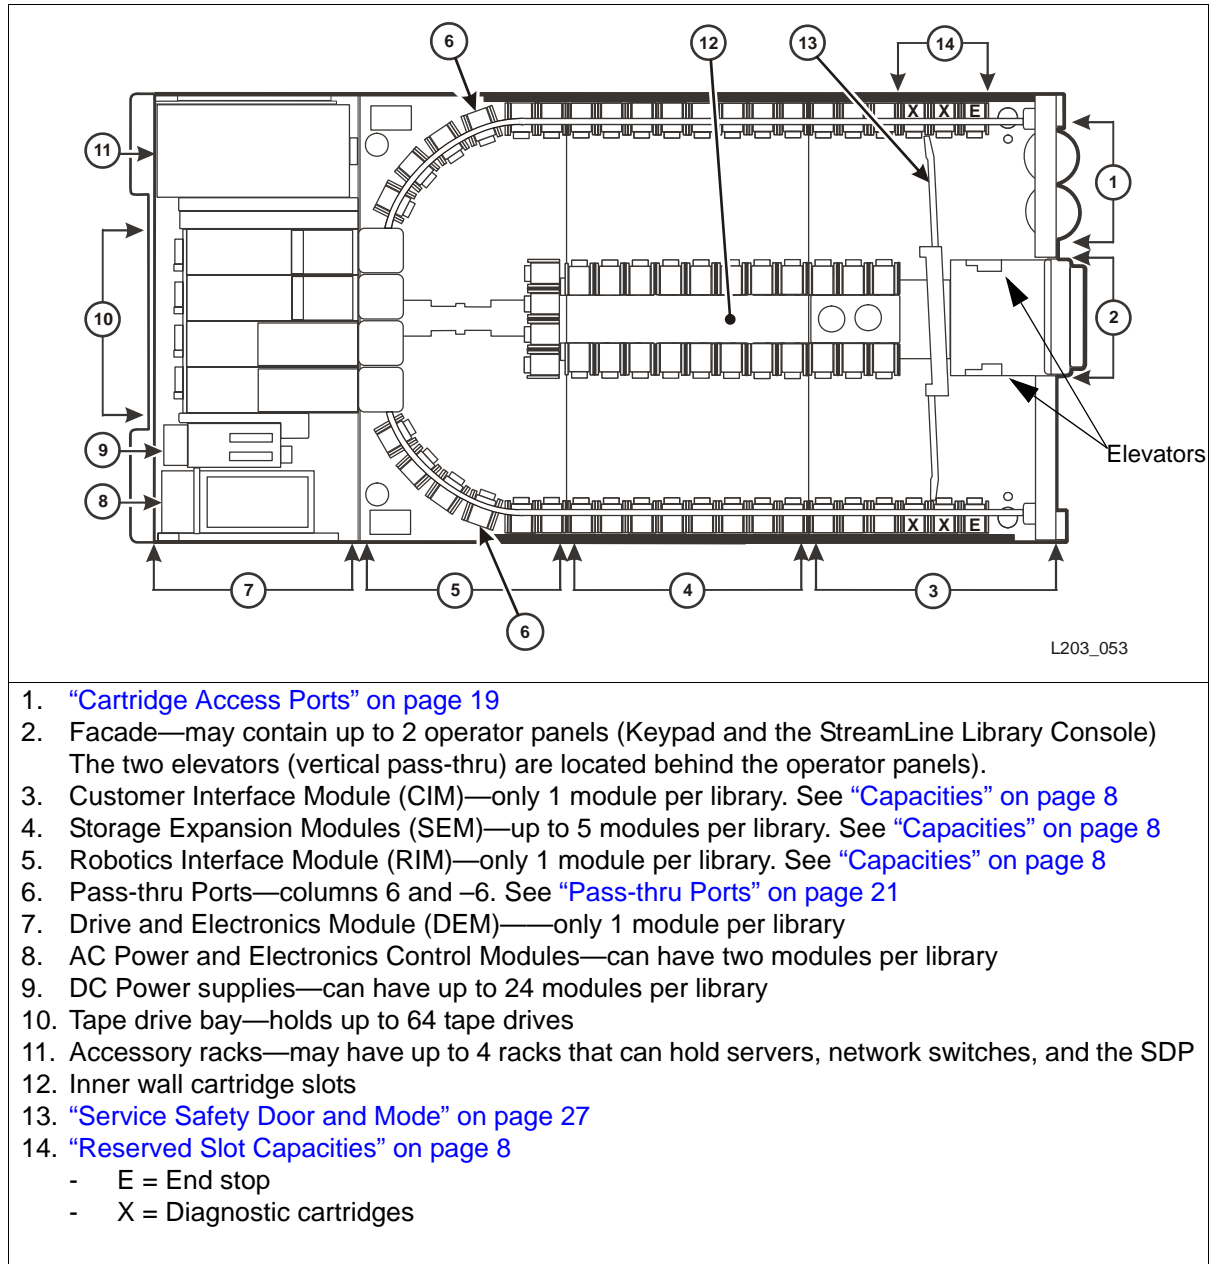 6
12
13
14
X X E
11
1
10
2
9
Elevators
8
X X E
7
5
4
3
6
L203_053
1. “Cartridge Access Ports” on page 19
2. Facade—may contain up to 2 operator panels (Keypad and the StreamLine Library Console)
The two elevators (vertical pass-thru) are located behind the operator panels).
3. Customer Interface Module (CIM)—only 1 module per library. See “Capacities” on page 8
4. Storage Expansion Modules (SEM)—up to 5 modules per library. See “Capacities” on page 8
5. Robotics Interface Module (RIM)—only 1 module per library. See “Capacities” on page 8
6. Pass-thru Ports—columns 6 and –6. See “Pass-thru Ports” on page 21
7. Drive and Electronics Module (DEM)——only 1 module per library
8. AC Power and Electronics Control Modules—can have two modules per library
9. DC Power supplies—can have up to 24 modules per library
10. Tape drive bay—holds up to 64 tape drives
11. Accessory racks—may have up to 4 racks that can hold servers, network switches, and the SDP
12. Inner wall cartridge slots
13. “Service Safety Door and Mode” on page 27
14. “Reserved Slot Capacities” on page 8
- E = End stop
- X = Diagnostic cartridges